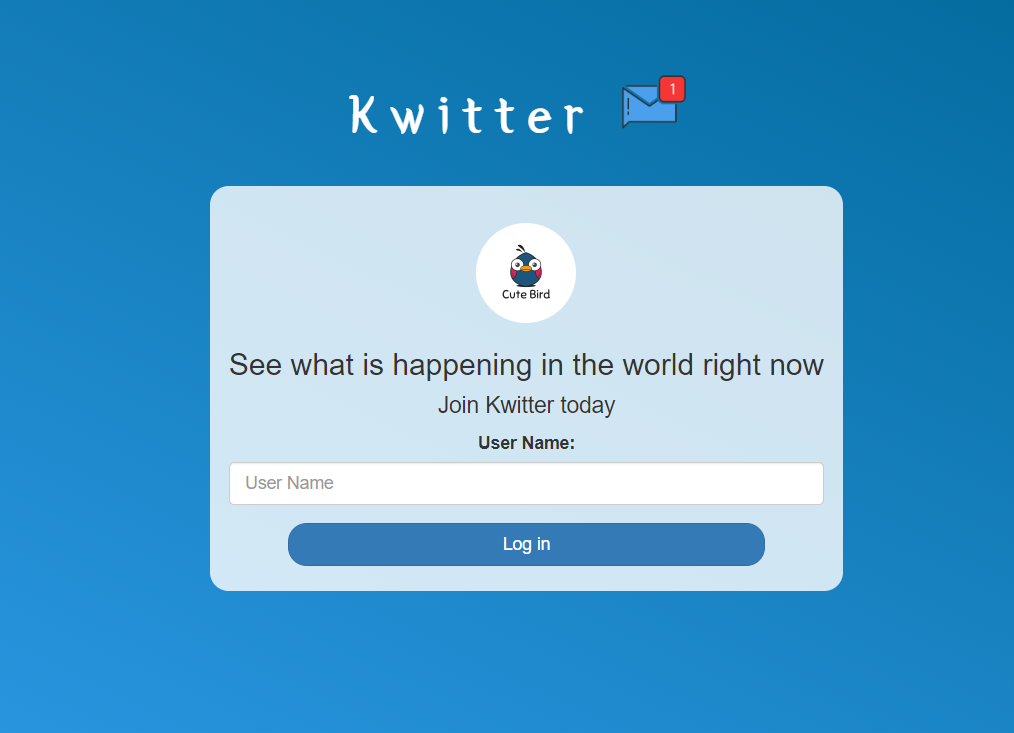 Kwitter
1
Cute Bird
See what is happening in the world right now
Join Kwitter today
User Name:
User Name
Log in